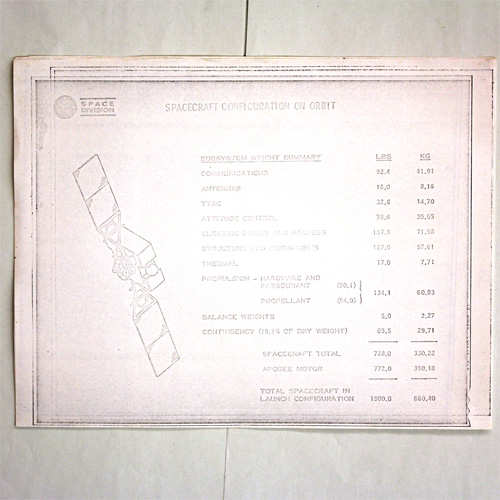 SPACE
DIVISION
SPACECRAFT CONFIGURATION ON ORBIT
SUBSYSTEM WEIGHT SUMMARY LBS KG
COMMUNICATIONS 92.4 41.91
ANTENNAS 18.0 8.16
TT&C 14.70
ATTITUDE CONTROL 78.6 35.65
ELECTRIC POWER AND HARNESS 71.58
STRUCTURE AND MECHANISMS 127.0 57.61
THERMAL 17.0 7.71
PROPULSION - HARDWARE AND
PRESSURANT (50.1)
134.1 60.83
PROPELLANT (84.0)
BALANCE WEIGHTS 5.0 2.27
CONTINGENCY (10.2% OF DRY WEIGHT) 65.5 29.71
SPACECRAFT TOTAL 728.0 330.22
APOGEE MOTOR 772.0 350.18
TOTAL SPACECRAFT IN
LAUNCH CONFIGURATION 1500.0 680.40